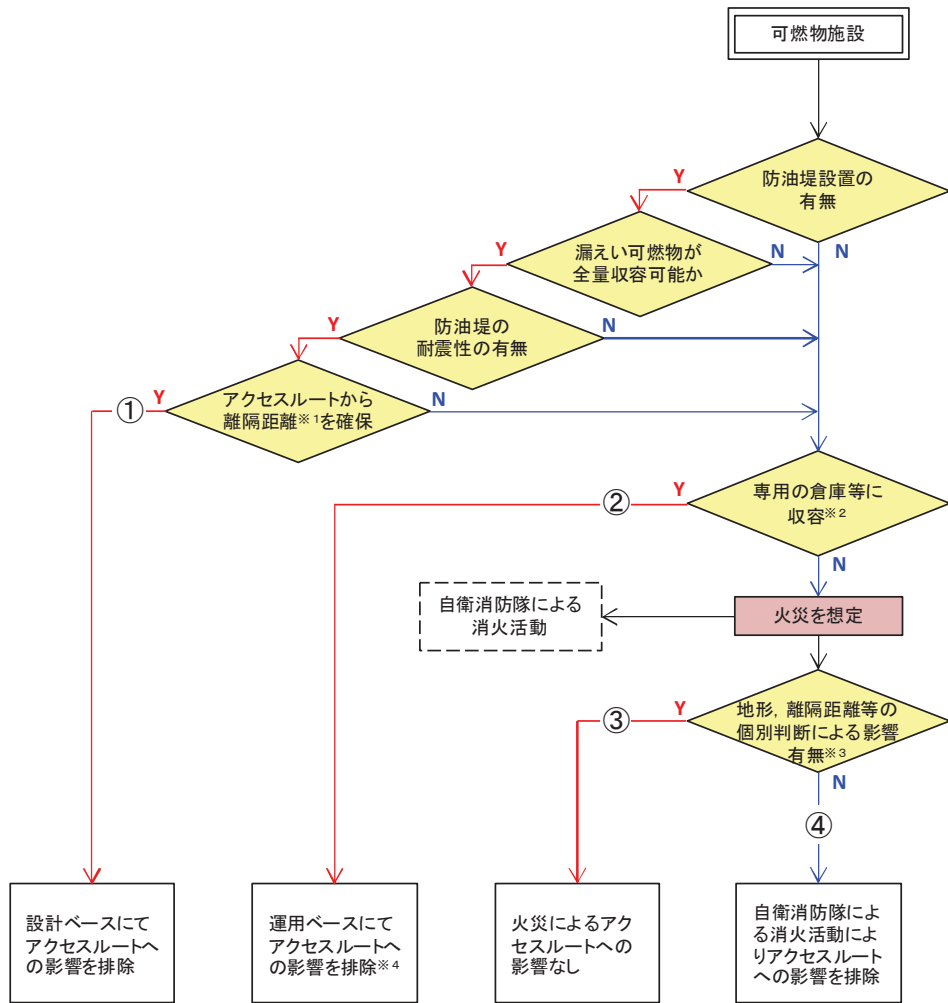 可燃物施設
防油堤設置の
有無
Y
N
漏えい可燃物が
全量収容可能か
Y
N
防油堤の
耐震性の有無
Y
N
アクセスルートから
離隔距離※1を確保
Y
N
①
専用の倉庫等に
収容※2
Y
N
②
自衛消防隊による
消火活動
火災を想定
地形，離隔距離等の
個別判断による影響
有無※3
Y
N
③
④
設計ベースにて
アクセスルートへ
の影響を排除
運用ベースにて
アクセスルートへ
の影響を排除※4
火災によるアク
セスルートへの
影響なし
自衛消防隊によ
る消火活動によ
りアクセスルート
への影響を排除